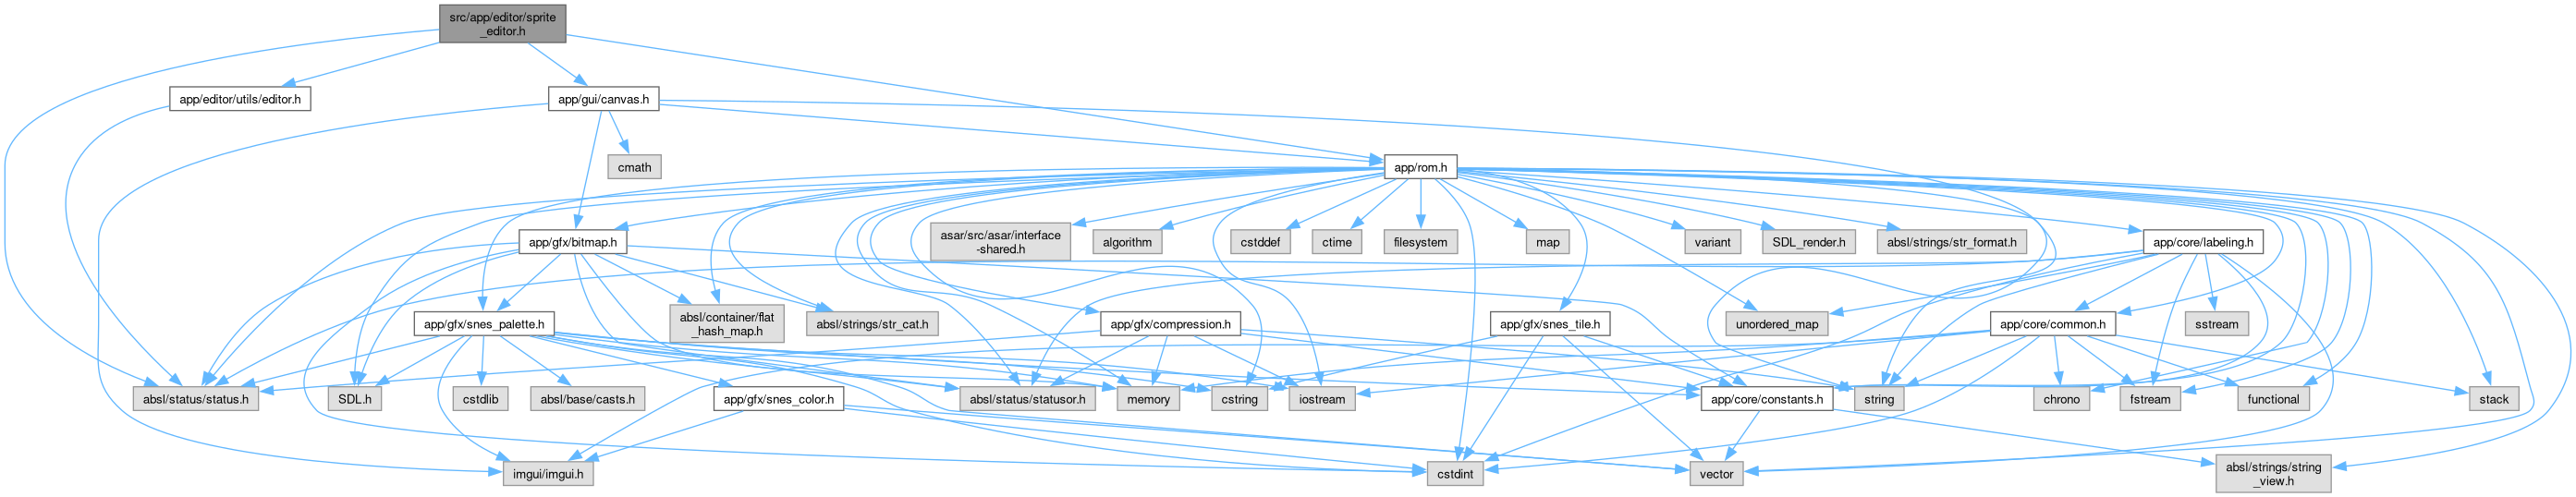 src/app/editor/sprite
_editor.h
app/editor/utils/editor.h
app/gui/canvas.h
cmath
app/rom.h
app/gfx/bitmap.h
asar/src/asar/interface
-shared.h
algorithm
cstddef
ctime
filesystem
map
variant
SDL_render.h
absl/strings/str_format.h
app/core/labeling.h
app/gfx/snes_palette.h
absl/container/flat
_hash_map.h
absl/strings/str_cat.h
app/gfx/compression.h
app/gfx/snes_tile.h
unordered_map
app/core/common.h
sstream
absl/status/status.h
SDL.h
cstdlib
absl/base/casts.h
app/gfx/snes_color.h
absl/status/statusor.h
memory
cstring
iostream
app/core/constants.h
string
chrono
fstream
functional
stack
imgui/imgui.h
cstdint
vector
absl/strings/string
_view.h